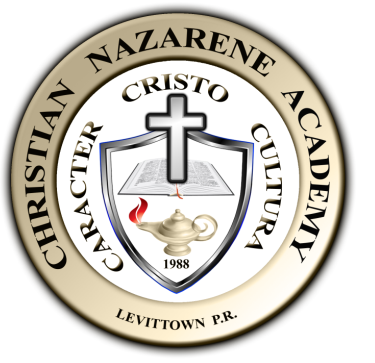 CHRISTIAN NAZARENE ACADEMY
CRISTO
CARACTER
CULTURA
1988
LEVITTOWN P.R.